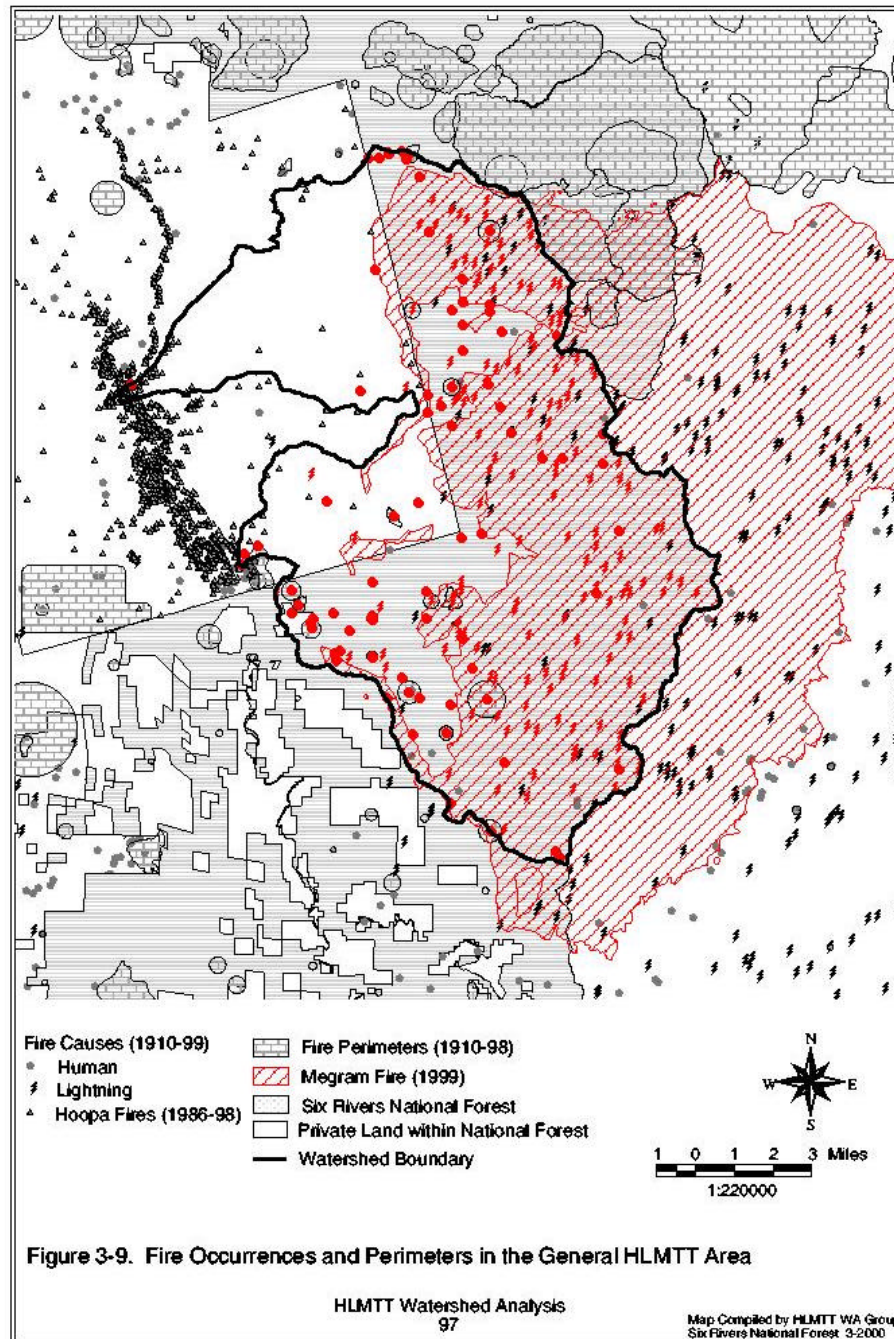 Fire Causes (1910-99)
Human
Lightning
Hoopa Fires (1986-98)
Fire Perimeters (1910-98)
Megram Fire (1999)
Six Rivers National Forest
Private Land within National Forest
Watershed Boundary
N
W E
S
1 0 1 2 3 Miles
1:220000
Figure 3-9. Fire Occurrences and Perimeters in the General HLMTT Area
HLMTT Watershed Analysis
97
Map Compiled by HLMTT WA Group
Six Rivers National Forest 3-2000